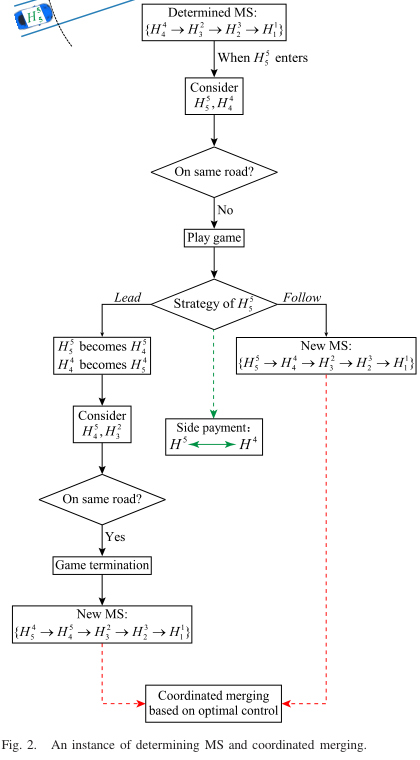 H_5^5
Determined MS:
{H_4^4 → H_3^2 → H_2^3 → H_1^1}
When H_5^5 enters
Consider
H_5^5, H_4^4
On same road?
No
Play game
Lead
Strategy of H_5^5
Follow
H_5^5 becomes H_4^5
H_4^4 becomes H_5^4
New MS:
{H_5^5 → H_4^4 → H_3^2 → H_2^3 → H_1^1}
Consider
H_4^5, H_3^2
Side payment:
H^5 ↔ H^4
On same road?
Yes
Game termination
New MS:
{H_5^4 → H_4^5 → H_3^2 → H_2^3 → H_1^1}
Coordinated merging
based on optimal control
Fig. 2. An instance of determining MS and coordinated merging.